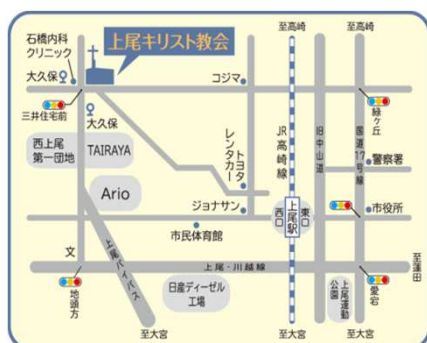 上尾キリスト教会
石橋内科
クリニック
大久保
三井住宅前
大久保
コジマ
至高崎
至高崎
緑ヶ丘
西上尾
第一団地
TAIRAYA
Ario
トヨタ
レンタカー
JR高崎線
旧中山道
国道17号線
警察署
ジョナサン
西口
上尾駅
東口
市役所
市民体育館
文
上尾バイパス
上尾・川越線
至蓮田
地頭方
日産ディーゼル
工場
上尾運動
公園
愛宕
至大宮
至大宮
至大宮